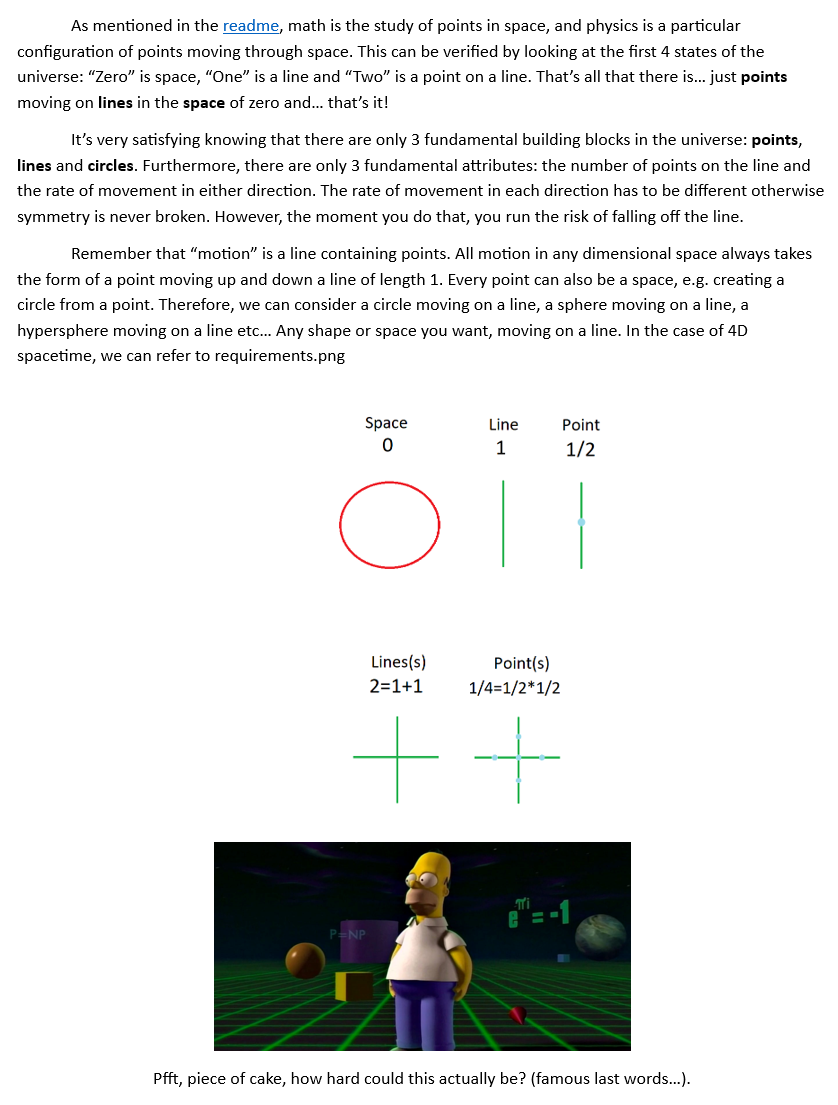 As mentioned in the readme, math is the study of points in space, and physics is a particular
configuration of points moving through space. This can be verified by looking at the first 4 states of the
universe: “Zero” is space, “One” is a line and “Two” is a point on a line. That’s all that there is… just points
moving on lines in the space of zero and… that’s it!
It’s very satisfying knowing that there are only 3 fundamental building blocks in the universe: points,
lines and circles. Furthermore, there are only 3 fundamental attributes: the number of points on the line and
the rate of movement in either direction. The rate of movement in each direction has to be different otherwise
symmetry is never broken. However, the moment you do that, you run the risk of falling off the line.
Remember that “motion” is a line containing points. All motion in any dimensional space always takes
the form of a point moving up and down a line of length 1. Every point can also be a space, e.g. creating a
circle from a point. Therefore, we can consider a circle moving on a line, a sphere moving on a line, a
hypersphere moving on a line etc… Any shape or space you want, moving on a line. In the case of 4D
spacetime, we can refer to requirements.png
Space Line Point
0 1 1/2
Lines(s) Point(s)
2=1+1 1/4=1/2*1/2
e^πi = -1
P=NP
Pfft, piece of cake, how hard could this actually be? (famous last words…).